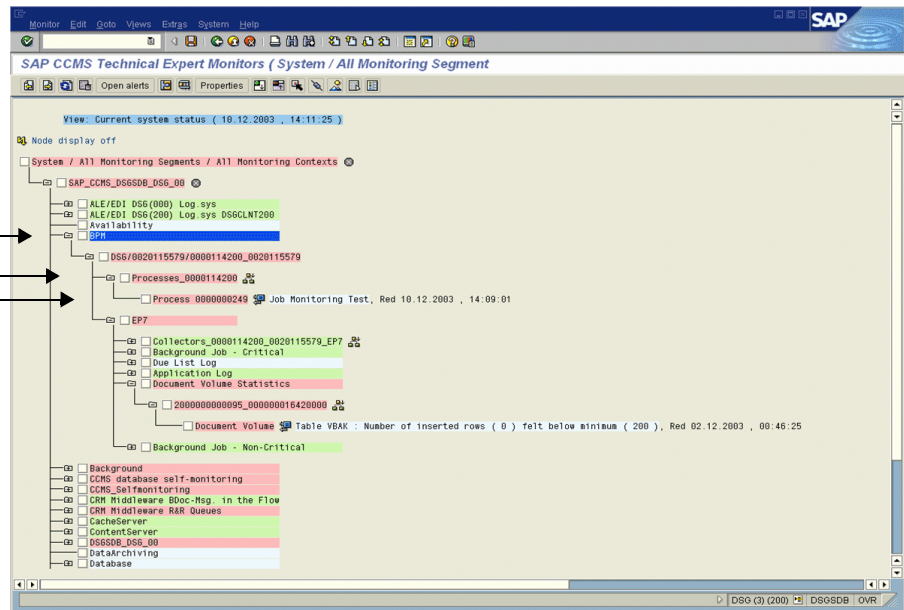 Monitor Edit Goto Views Extras System Help
SAP
SAP CCMS Technical Expert Monitors ( System / All Monitoring Segment
Open alerts Properties
View: Current system status ( 10.12.2003 , 14:11:25 )
Node display off
System / All Monitoring Segments / All Monitoring Contexts
SAP_CCMS_DSGSDB_DSG_00
ALE/EDI DSG(000) Log.sys
ALE/EDI DSG(200) Log.sys DSGCLNT200
Availability
BPM
DSG/0020115579/0000114200_0020115579
Processes_0000114200
Process 0000000249 Job Monitoring Test, Red 10.12.2003 , 14:09:01
EP7
Collectors_0000114200_0020115579_EP7
Background Job - Critical
Due List Log
Application Log
Document Volume Statistics
2000000000095_000000016420000
Document Volume Table VBAK : Number of inserted rows ( 0 ) felt below minimum ( 200 ), Red 02.12.2003 , 00:46:25
Background Job - Non-Critical
Background
CCMS database self-monitoring
CCMS_Selfmonitoring
CRM Middleware BDoc-Msg. in the Flow
CRM Middleware R&R Queues
CacheServer
ContentServer
DSGSDB_DSG_00
DataArchiving
Database
DSG (3) (200) DSGSDB OVR